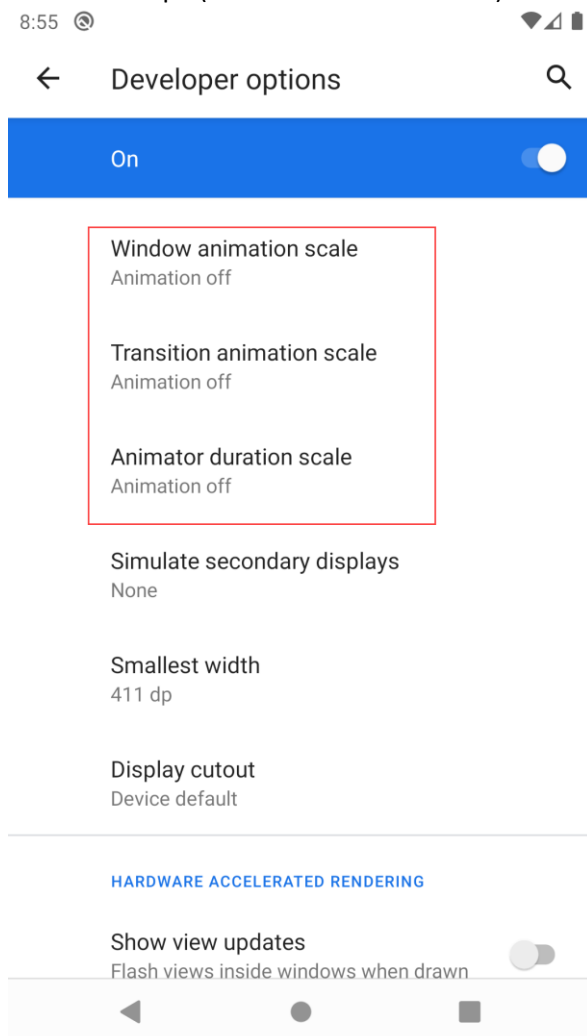 8:55
Developer options
On
Window animation scale
Animation off
Transition animation scale
Animation off
Animator duration scale
Animation off
Simulate secondary displays
None
Smallest width
411 dp
Display cutout
Device default
HARDWARE ACCELERATED RENDERING
Show view updates
Flash views inside windows when drawn